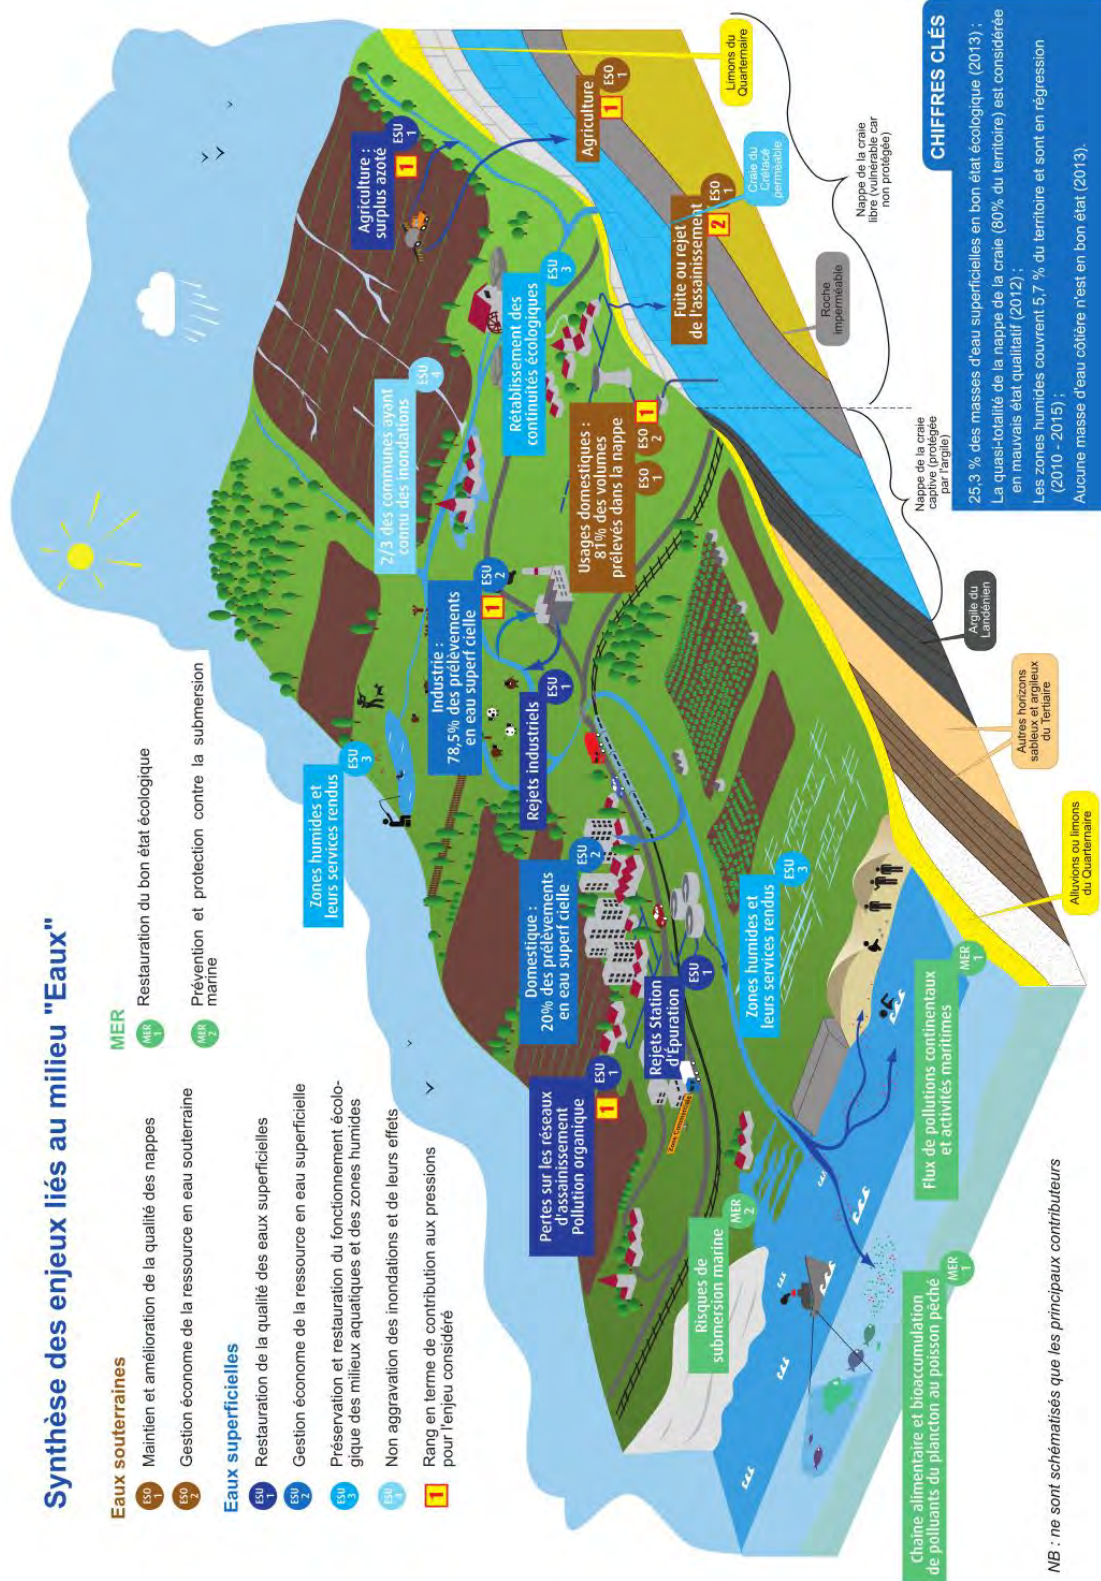 Synthèse des enjeux liés au milieu "Eaux"
Eaux souterraines
ESO 1
Maintien et amélioration de la qualité des nappes
ESO 2
Gestion économe de la ressource en eau souterraine
Eaux superficielles
ESU 1
Restauration de la qualité des eaux superficielles
ESU 2
Gestion économe de la ressource en eau superficielle
ESU 3
Préservation et restauration du fonctionnement écolo-
gique des milieux aquatiques et des zones humides
ESU 4
Non aggravation des inondations et de leurs effets
1
Rang en terme de contribution aux pressions
pour l'enjeu considéré
MER
MER 1
Restauration du bon état écologique
MER 2
Prévention et protection contre la submersion
marine
Zones humides et
leurs services rendus
ESU 3
2/3 des communes ayant
connu des inondations
ESU 4
Agriculture :
surplus azoté
ESU 1
1
Industrie :
78,5% des prélèvements
en eau superf cielle
ESU 2
1
Rétablissement des
continuités écologiques
ESU 3
Rejets industriels
ESU 1
Domestique :
20% des prélèvements
en eau superf cielle
ESU 2
Pertes sur les réseaux
d'assainissement
Pollution organique
ESU 1
1
Zone Commerciale
Rejets Station
d'Épuration
ESU 1
Usages domestiques :
81% des volumes
prélevés dans la nappe
ESO 1
ESO 2
1
Agriculture
ESO 1
1
Fuite ou rejet
de l'assainissement
ESO 1
2
Zones humides et
leurs services rendus
ESU 3
Risques de
submersion marine
MER 2
Flux de pollutions continentaux
et activités maritimes
MER 1
Chaîne alimentaire et bioaccumulation
de polluants du plancton au poisson pêché
MER 1
Limons du
Quarternaire
Craie du
Crétacé
perméable
Roche
imperméable
Nappe de la craie
libre (vulnérable car
non protégée)
Nappe de la craie
captive (protégée
par l'argile)
Argile du
Landénien
Autres horizons
sableux et argileux
du Tertiaire
Alluvions ou limons
du Quaternaire
CHIFFRES CLÉS
25,3 % des masses d'eau superficielles en bon état écologique (2013) ;
La quasi-totalité de la nappe de la craie (80% du territoire) est considérée
en mauvais état qualitatif (2012) ;
Les zones humides couvrent 5,7 % du territoire et sont en régression
(2010 - 2015) ;
Aucune masse d'eau côtière n'est en bon état (2013).
NB : ne sont schématisés que les principaux contributeurs